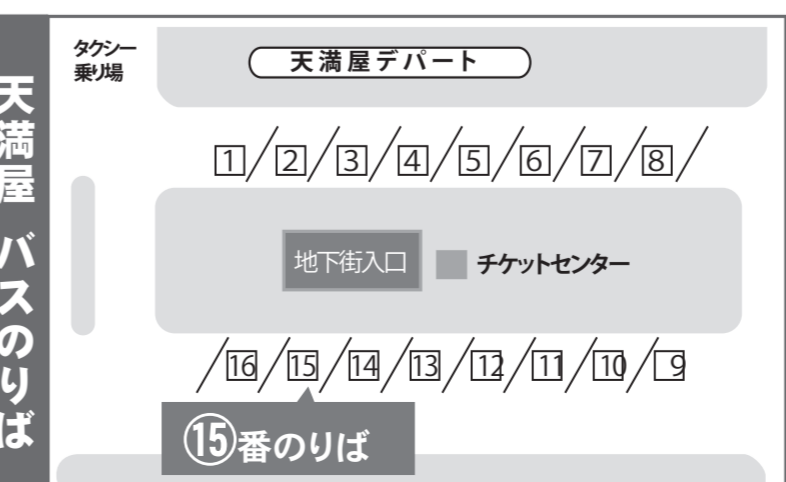 天満屋 バスのりば
タクシー
乗り場
天満屋デパート
1 2 3 4 5 6 7 8
地下街入口
チケットセンター
16 15 14 13 12 11 10 9
⑮番のりば